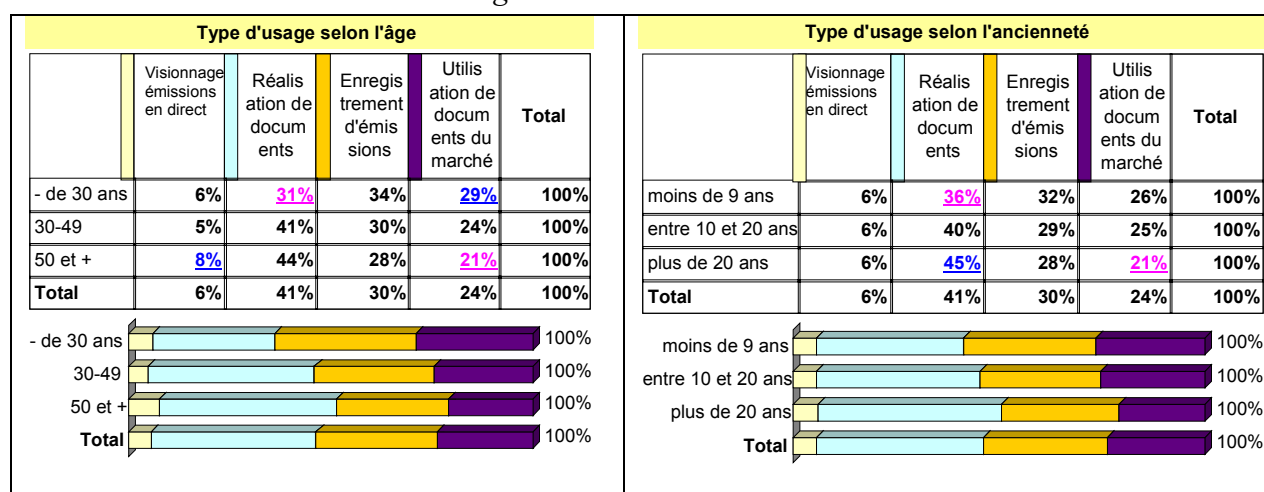 Type d'usage selon l'âge
Visionnage émissions en direct
Réalis ation de docum ents
Enregis trement d'émis sions
Utilis ation de docum ents du marché
Total
- de 30 ans 6% 31% 34% 29% 100%
30-49 5% 41% 30% 24% 100%
50 et + 8% 44% 28% 21% 100%
Total 6% 41% 30% 24% 100%
- de 30 ans 100%
30-49 100%
50 et + 100%
Total 100%
Type d'usage selon l'ancienneté
Visionnage émissions en direct
Réalis ation de docum ents
Enregis trement d'émis sions
Utilis ation de docum ents du marché
Total
moins de 9 ans 6% 36% 32% 26% 100%
entre 10 et 20 ans 6% 40% 29% 25% 100%
plus de 20 ans 6% 45% 28% 21% 100%
Total 6% 41% 30% 24% 100%
moins de 9 ans 100%
entre 10 et 20 ans 100%
plus de 20 ans 100%
Total 100%